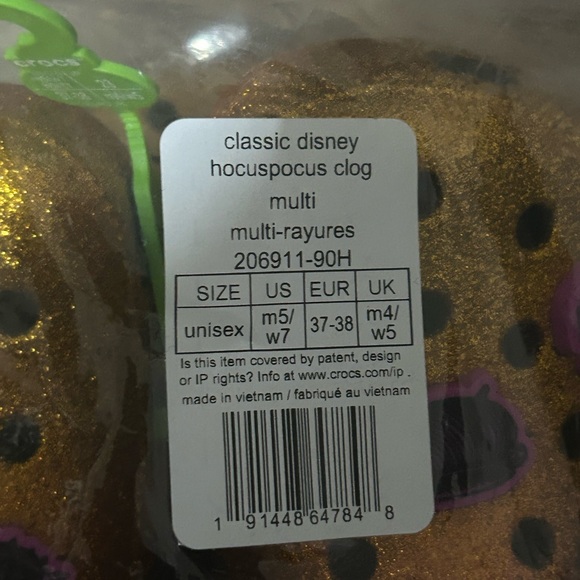 crocs
classic disney
hocuspocus clog
multi
multi-rayures
206911-90H
SIZE US EUR UK
unisex m5/ w7 37-38 m4/ w5
Is this item covered by patent, design
or IP rights? Info at www.crocs.com/ip .
made in vietnam / fabriqué au vietnam
1 91448 64784 8